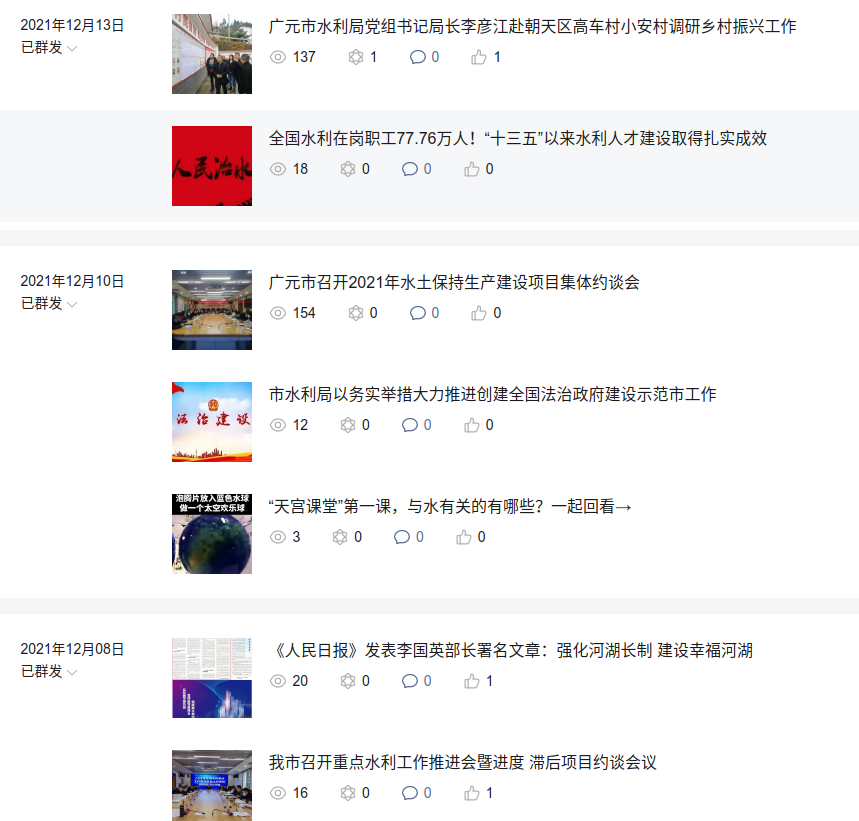 2021年12月13日
已群发
广元市水利局党组书记局长李彦江赴朝天区高车村小安村调研乡村振兴工作
137 1 0 1
人民治水
全国水利在岗职工77.76万人！“十三五”以来水利人才建设取得扎实成效
18 0 0 0
2021年12月10日
已群发
广元市召开2021年水土保持生产建设项目集体约谈会
154 0 0 0
法治建设
市水利局以务实举措大力推进创建全国法治政府建设示范市工作
12 0 0 0
泡腾片放入蓝色水球
做一个太空欢乐球
“天宫课堂”第一课，与水有关的有哪些？一起回看→
3 0 0 0
2021年12月08日
已群发
《人民日报》发表李国英部长署名文章：强化河湖长制 建设幸福河湖
20 0 0 1
我市召开重点水利工作推进会暨进度 滞后项目约谈会议
16 0 0 1